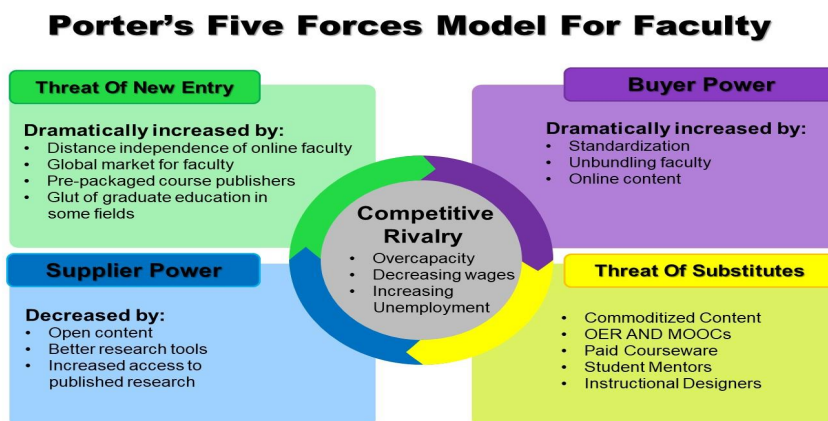 Porter's Five Forces Model For Faculty
Threat Of New Entry
Dramatically increased by:
• Distance independence of online faculty
• Global market for faculty
• Pre-packaged course publishers
• Glut of graduate education in
some fields
Buyer Power
Dramatically increased by:
• Standardization
• Unbundling faculty
• Online content
Competitive
Rivalry
• Overcapacity
• Decreasing wages
• Increasing
Unemployment
Supplier Power
Decreased by:
• Open content
• Better research tools
• Increased access to
published research
Threat Of Substitutes
• Commoditized Content
• OER AND MOOCs
• Paid Courseware
• Student Mentors
• Instructional Designers